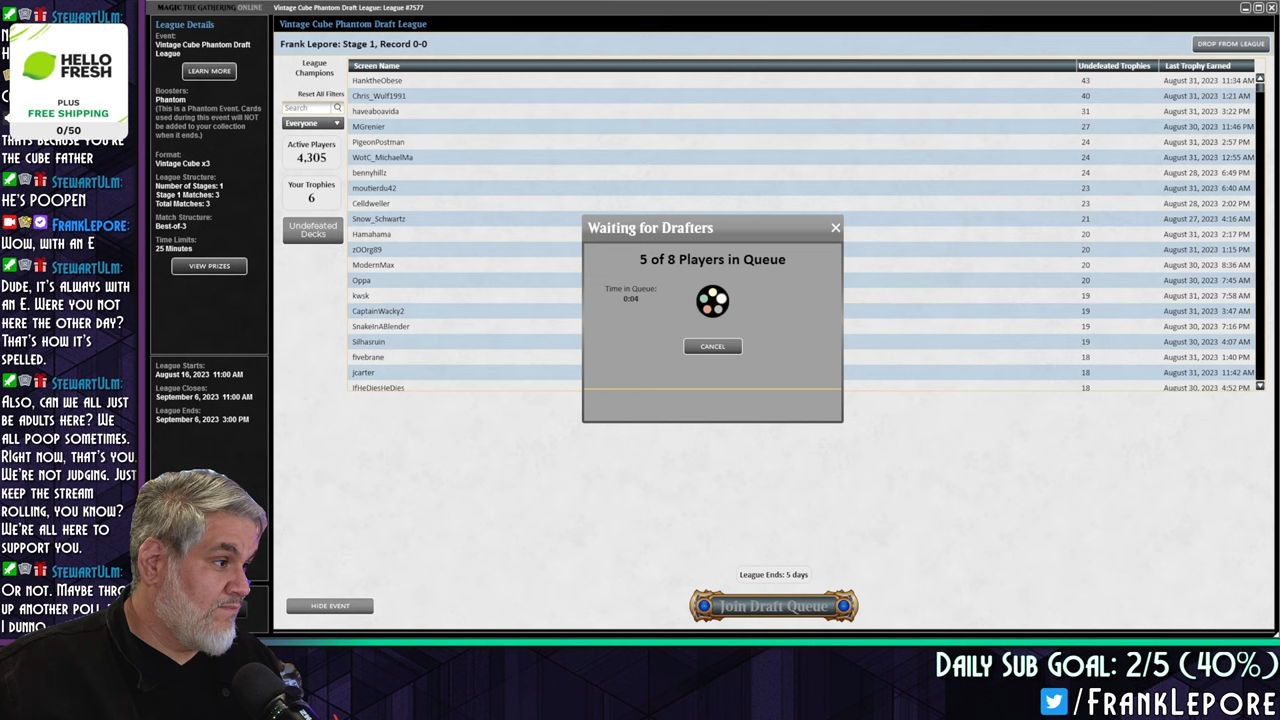 MAGIC THE GATHERING ONLINE
Vintage Cube Phantom Draft League: League #7577
StewartUlm:
HELLO
FRESH
PLUS
FREE SHIPPING
0/50
that's because you're
the cube father
StewartUlm:
He's poopen
FrankLepore:
Wow, with an E
StewartUlm:
Dude, it's always with
an E. Were you not
here the other day?
That's how it's
spelled.
StewartUlm:
Also, can we all just
be adults here? We
all poop sometimes.
Right now, that's you.
We're not judging. Just
keep the stream
rolling, you know?
We're all here to
support you.
StewartUlm:
Or not. Maybe
up another poll.
I dunno
League Details
Event:
Vintage Cube Phantom Draft
League
LEARN MORE
Boosters:
Phantom
(This is a Phantom Event. Cards
used during this event will NOT
be added to your collection
when it ends.)
Format:
Vintage Cube x3
League Structure:
Number of Stages: 1
Stage 1 Matches: 3
Total Matches: 3
Match Structure:
Best-of-3
Time Limits:
25 Minutes
VIEW PRIZES
League Starts:
August 16, 2023 11:00 AM
League Closes:
September 6, 2023 11:00 AM
League Ends:
September 6, 2023 3:00 PM
Vintage Cube Phantom Draft League
Frank Lepore: Stage 1, Record 0-0
DROP FROM LEAGUE
League
Champions
Reset All Filters
Search
Everyone
Active Players
4,305
Your Trophies
6
Undefeated
Decks
Screen Name Undefeated Trophies Last Trophy Earned
HanktheObese 43 August 31, 2023 11:34 AM
Chris_Wulf1991 40 August 31, 2023 1:21 AM
haveaboavida 31 August 31, 2023 3:22 PM
MGrenier 27 August 30, 2023 11:46 PM
PigeonPostman 24 August 31, 2023 2:57 PM
WotC_MichaelMa 24 August 31, 2023 12:55 AM
bennyhillz 24 August 28, 2023 6:49 PM
moutierdu42 23 August 31, 2023 6:40 AM
Celldweller 23 August 28, 2023 2:02 PM
Snow_Schwartz 21 August 27, 2023 4:16 AM
Hamahama 20 August 31, 2023 2:17 PM
zOOrg89 20 August 31, 2023 1:15 PM
ModernMax 20 August 30, 2023 8:36 AM
Oppa 20 August 30, 2023 7:45 AM
kwsk 19 August 31, 2023 7:58 AM
CaptainWacky2 19 August 31, 2023 3:47 AM
SnakeInABlender 19 August 30, 2023 7:16 PM
Silhasruin 19 August 30, 2023 4:07 AM
fivebrane 18 August 31, 2023 1:40 PM
jcarter 18 August 31, 2023 11:42 AM
IfHeDiesHeDies 18 August 30, 2023 4:52 PM
Waiting for Drafters
5 of 8 Players in Queue
Time in Queue:
0:04
CANCEL
League Ends: 5 days
HIDE EVENT
Join Draft Queue
Daily Sub Goal: 2/5 (40%)
/FrankLepore